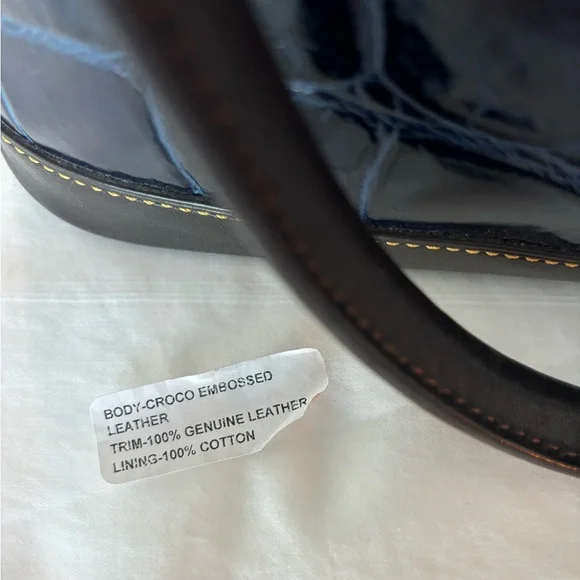 BODY-CROCO EMBOSSED
LEATHER
TRIM-100% GENUINE LEATHER
LINING-100% COTTON